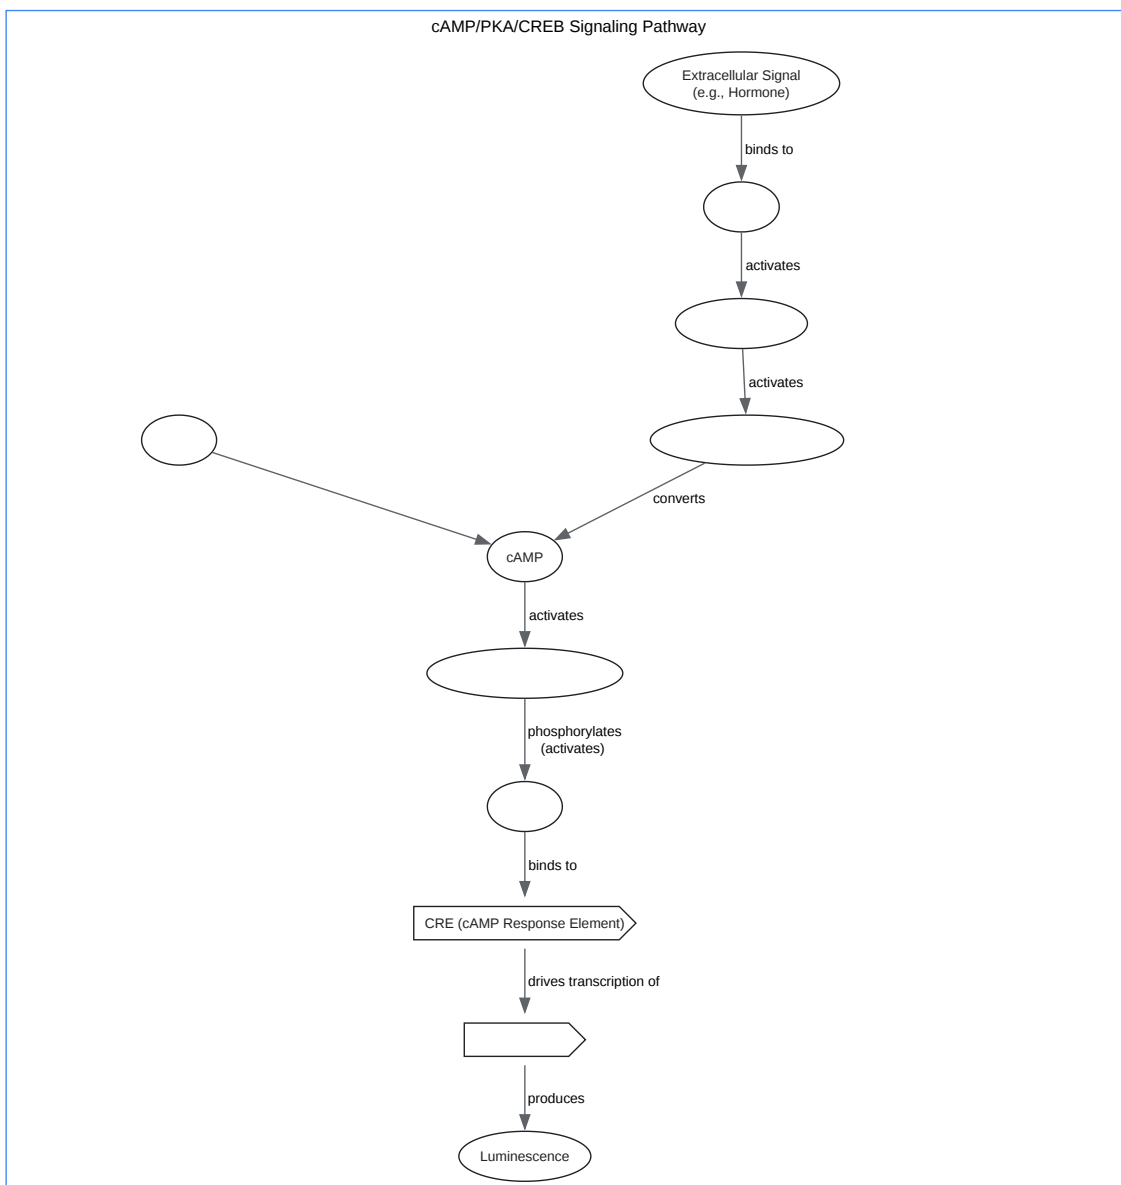 cAMP/PKA/CREB Signaling Pathway
Extracellular Signal
(e.g., Hormone)
binds to
activates
activates
converts
cAMP
activates
phosphorylates
(activates)
binds to
CRE (cAMP Response Element)
drives transcription of
produces
Luminescence